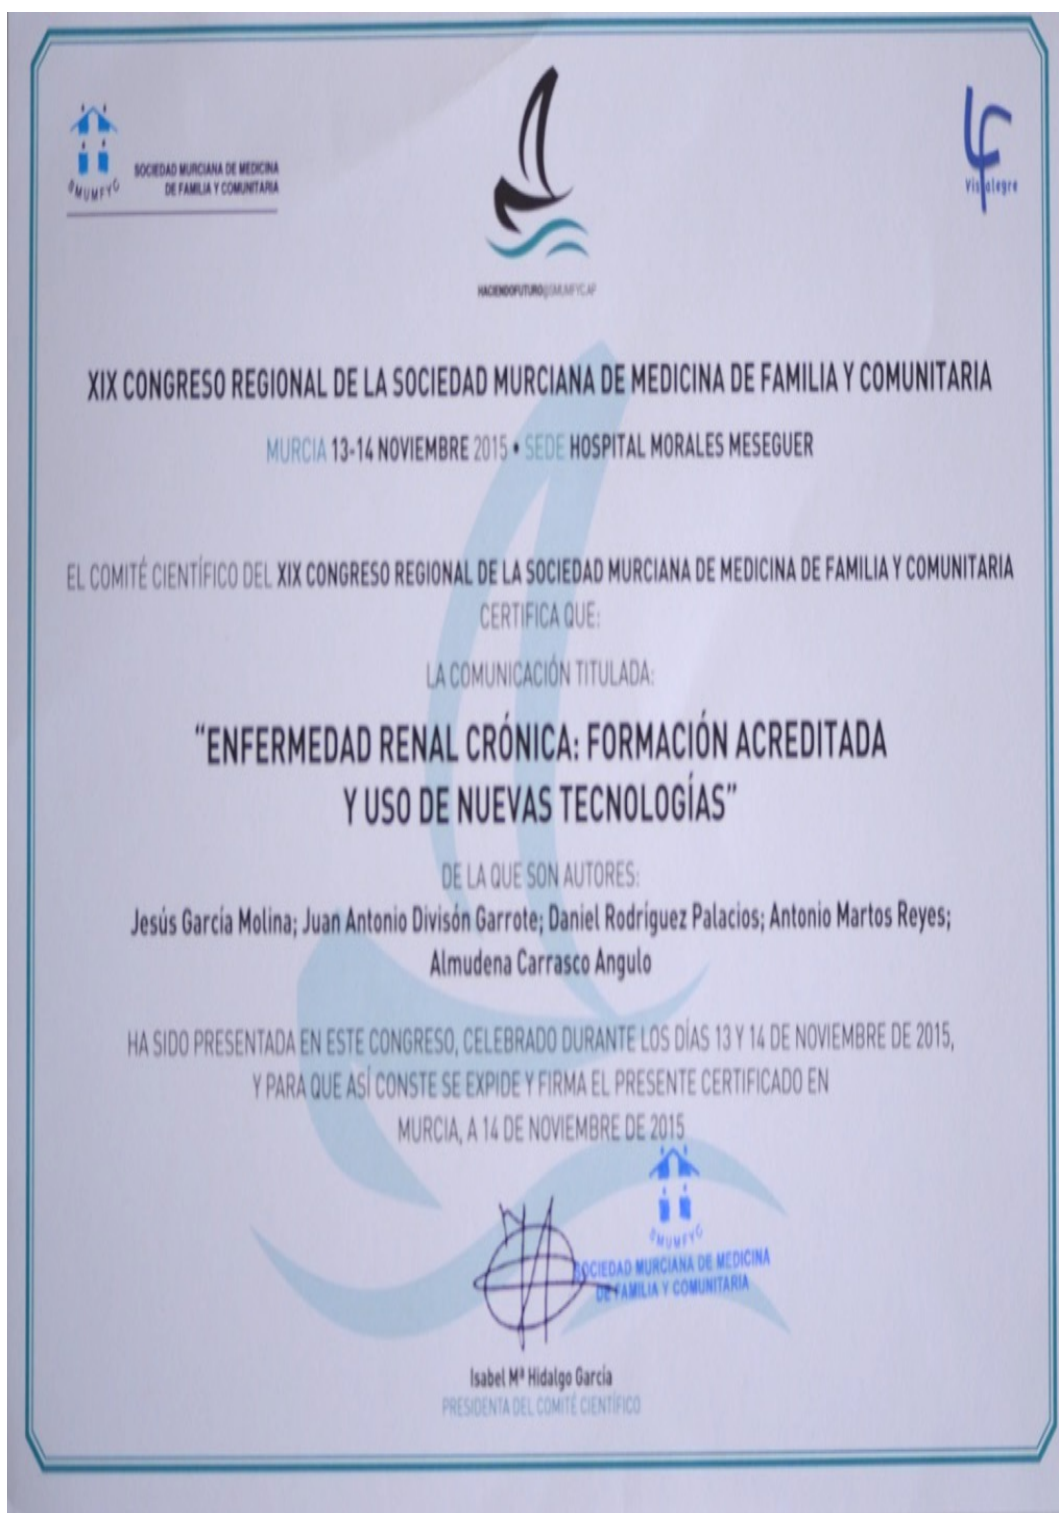 SMUMFYC
SOCIEDAD MURCIANA DE MEDICINA
DE FAMILIA Y COMUNITARIA
Vistalegre
HACIENDOFUTURO@SMUMFYC.AP
XIX CONGRESO REGIONAL DE LA SOCIEDAD MURCIANA DE MEDICINA DE FAMILIA Y COMUNITARIA
MURCIA 13-14 NOVIEMBRE 2015 • SEDE HOSPITAL MORALES MESEGUER
EL COMITÉ CIENTÍFICO DEL XIX CONGRESO REGIONAL DE LA SOCIEDAD MURCIANA DE MEDICINA DE FAMILIA Y COMUNITARIA
CERTIFICA QUE:
LA COMUNICACIÓN TITULADA:
“ENFERMEDAD RENAL CRÓNICA: FORMACIÓN ACREDITADA
Y USO DE NUEVAS TECNOLOGÍAS”
DE LA QUE SON AUTORES:
Jesús García Molina; Juan Antonio Divisón Garrote; Daniel Rodríguez Palacios; Antonio Martos Reyes;
Almudena Carrasco Angulo
HA SIDO PRESENTADA EN ESTE CONGRESO, CELEBRADO DURANTE LOS DÍAS 13 Y 14 DE NOVIEMBRE DE 2015,
Y PARA QUE ASÍ CONSTE SE EXPIDE Y FIRMA EL PRESENTE CERTIFICADO EN
MURCIA, A 14 DE NOVIEMBRE DE 2015
SMUMFYC
SOCIEDAD MURCIANA DE MEDICINA
DE FAMILIA Y COMUNITARIA
Isabel Mª Hidalgo García
PRESIDENTA DEL COMITÉ CIENTÍFICO